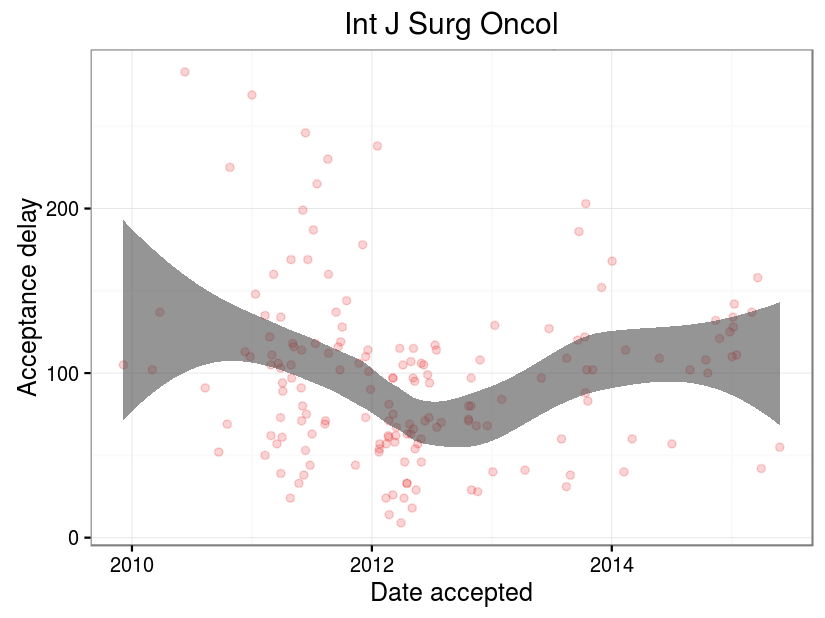 Int J Surg Oncol
Acceptance delay
200
100
0
2010 2012 2014
Date accepted